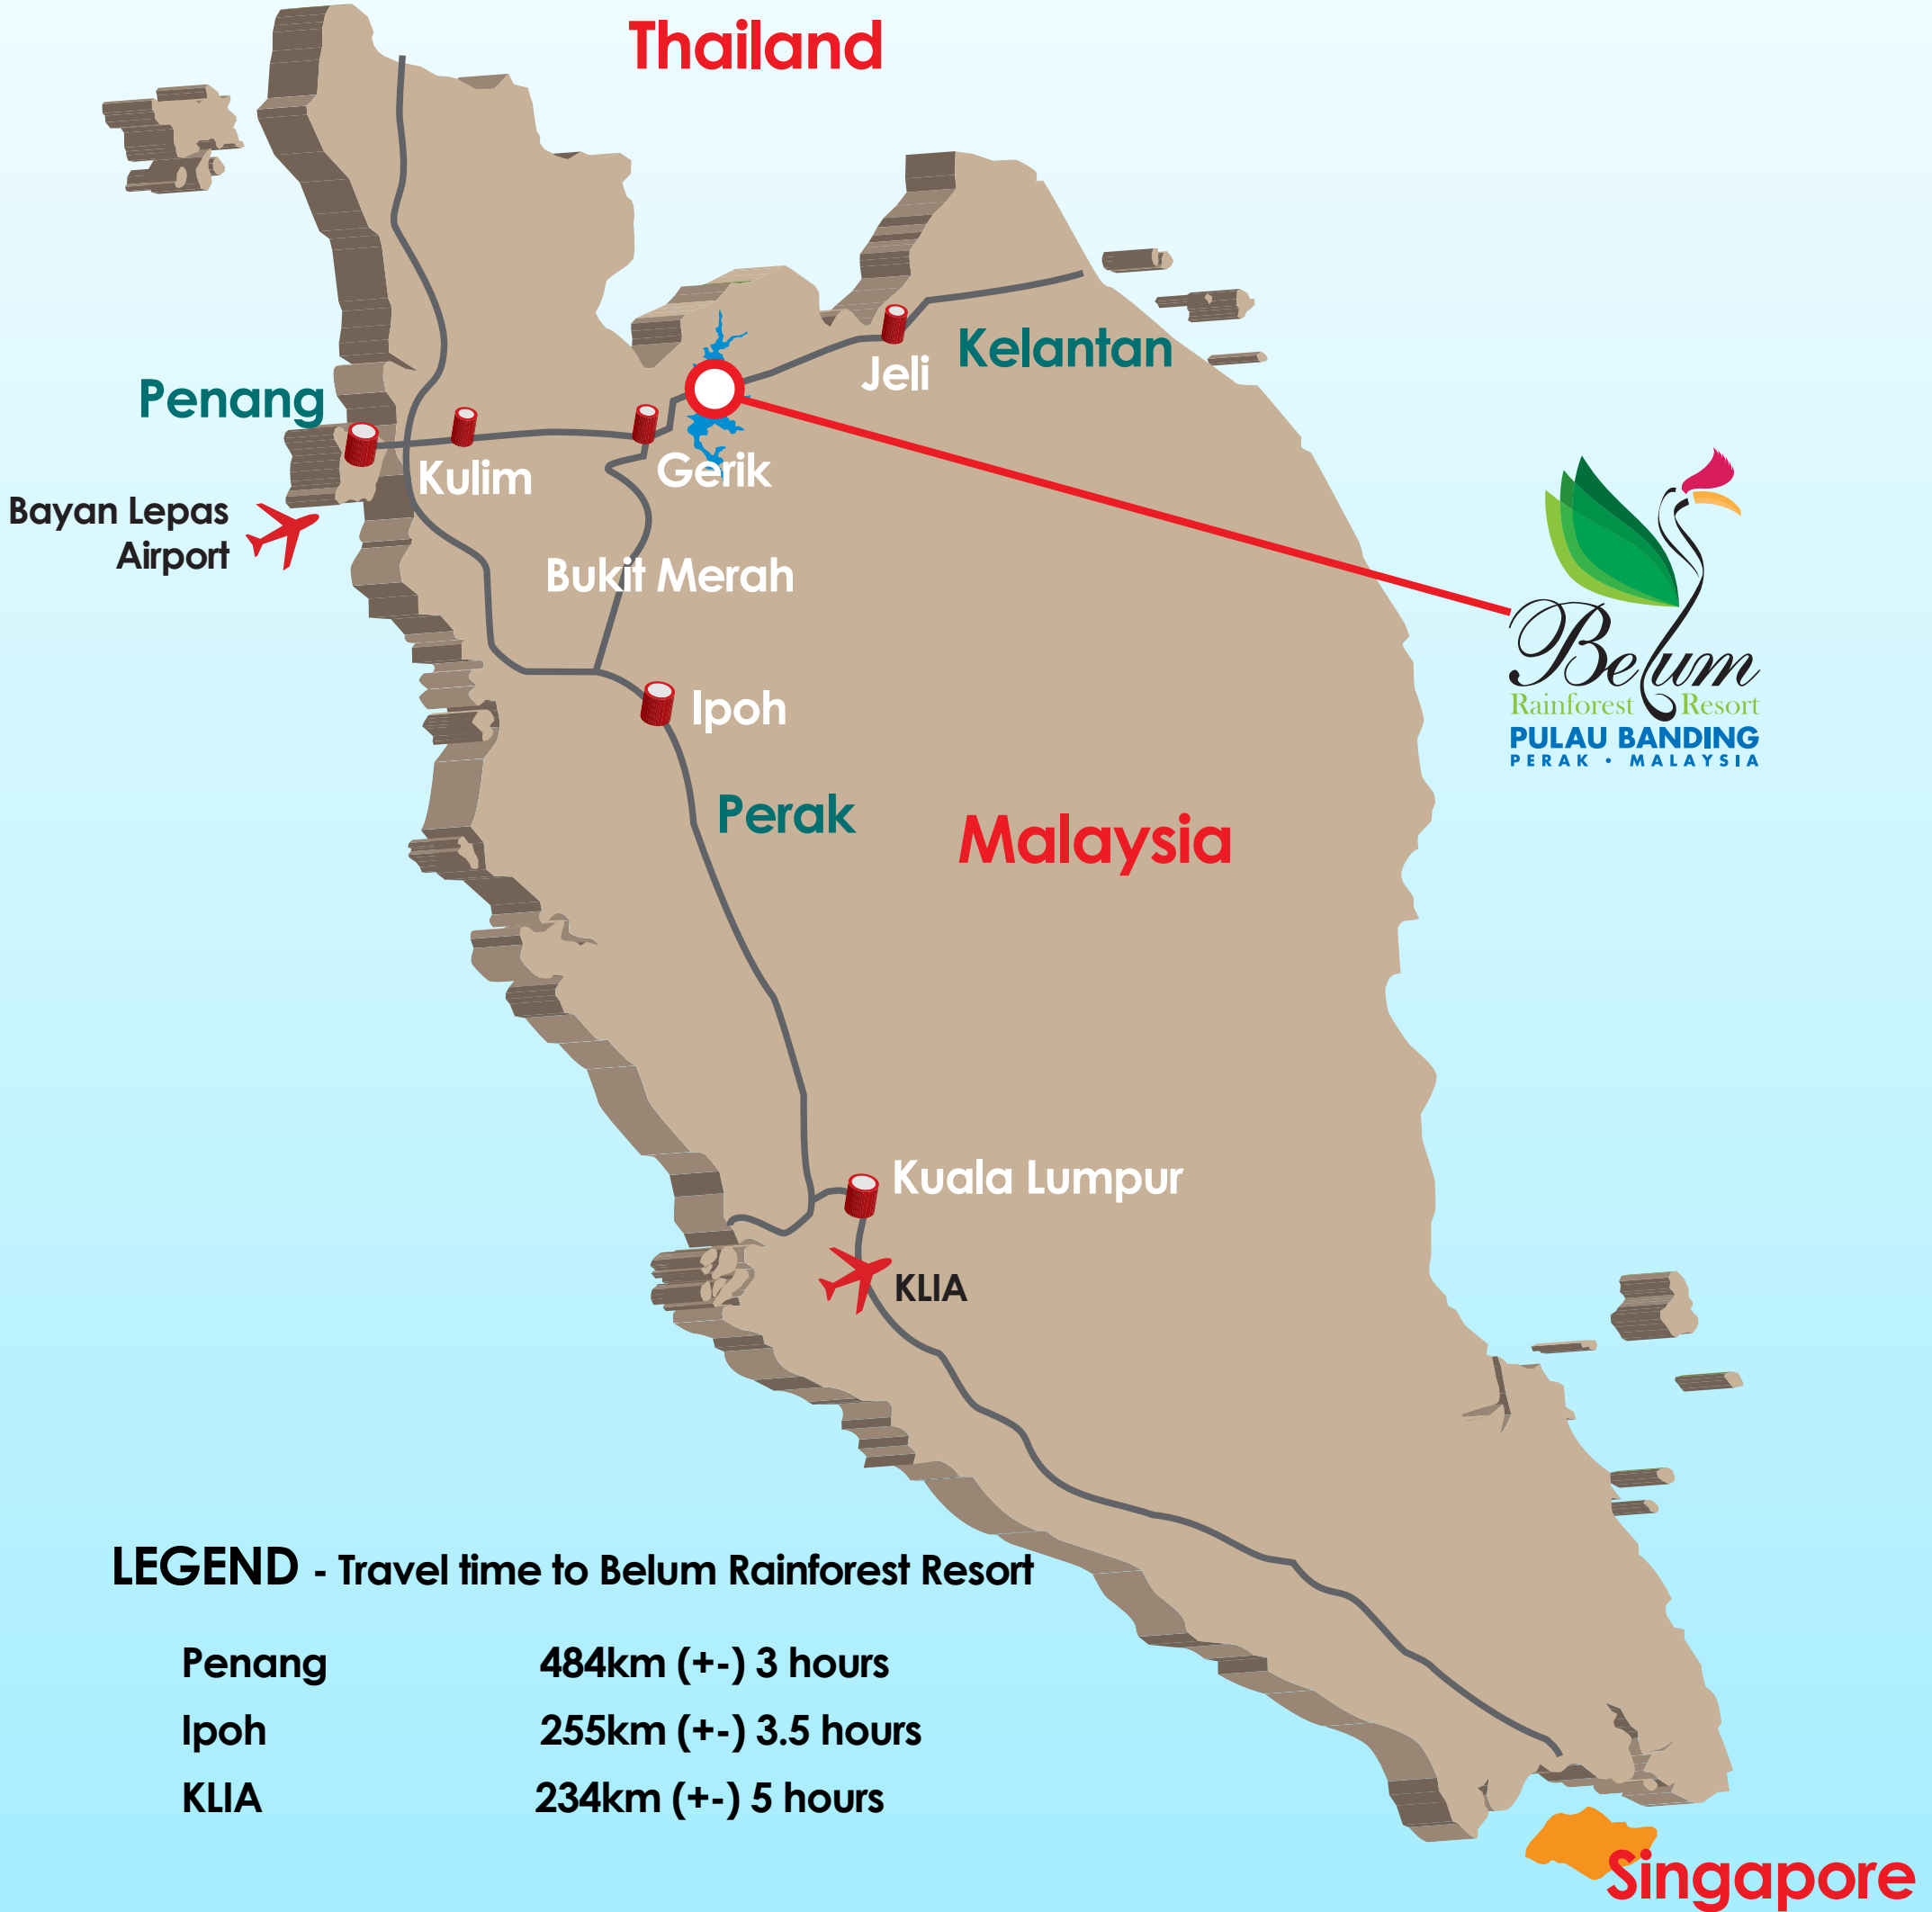 Thailand
Kelantan
Jeli
Penang
Gerik
Kulim
Bayan Lepas
Airport
Bukit Merah
Belum
Rainforest Resort
PULAU BANDING
PERAK • MALAYSIA
Ipoh
Perak
Malaysia
Kuala Lumpur
KLIA
LEGEND - Travel time to Belum Rainforest Resort
Penang 484km (+-) 3 hours
Ipoh 255km (+-) 3.5 hours
KLIA 234km (+-) 5 hours
Singapore